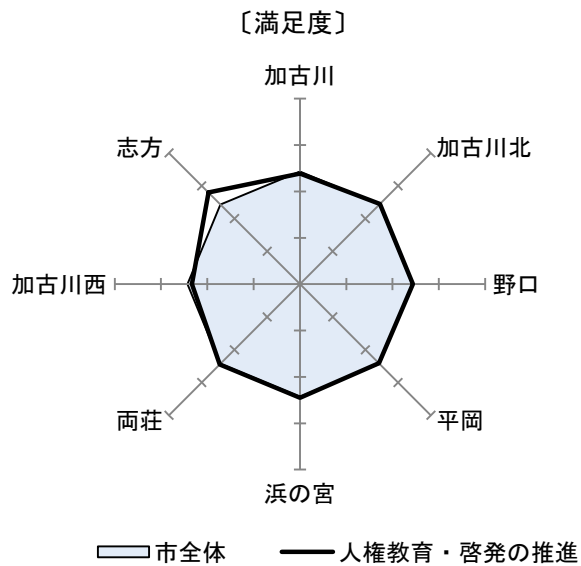 〔満足度〕
加古川
志方
加古川北
加古川西
野口
両荘
平岡
浜の宮
市全体
人権教育・啓発の推進